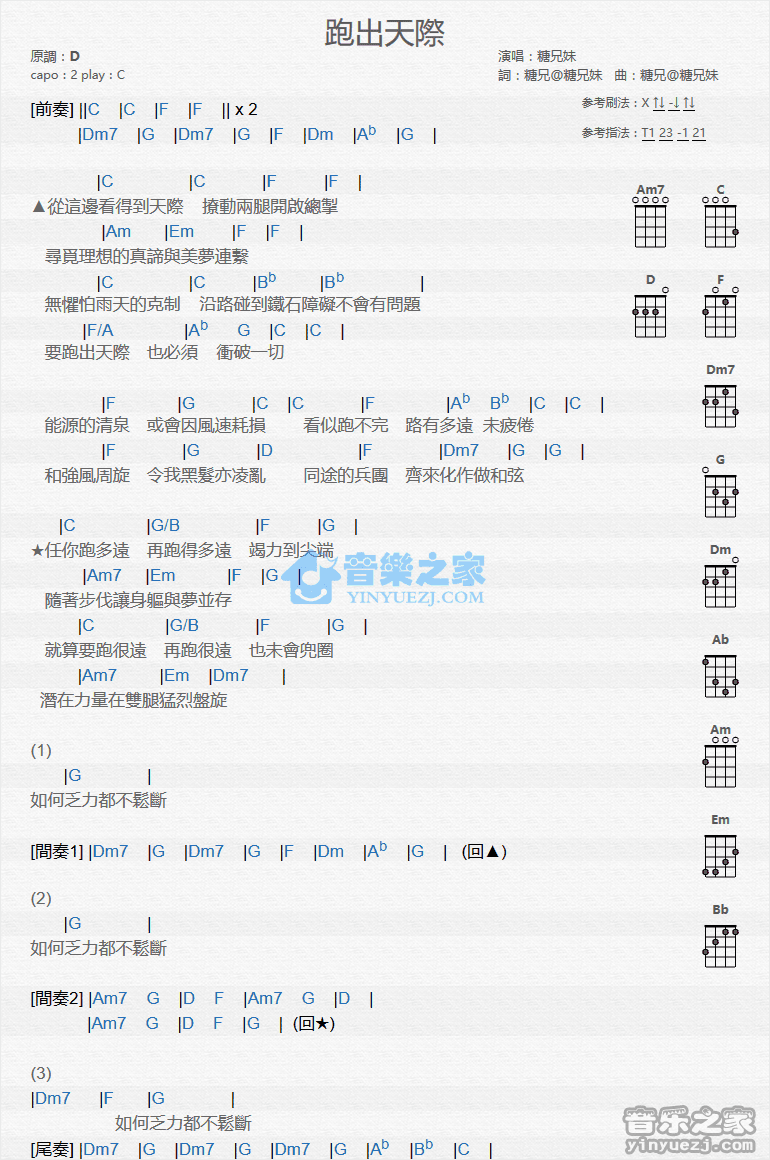 跑出天際
原調：D
capo：2 play：C
演唱：糖兄妹
詞：糖兄@糖兄妹 曲：糖兄@糖兄妹
參考刷法：X ↑↓ -↓ ↑↓
參考指法：T1 23 -1 21
[前奏] ||C |C |F |F || x 2
|Dm7 |G |Dm7 |G |F |Dm |Ab |G |
|C |C |F |F |
▲從這邊看得到天際 撩動兩腿開啟總掣
|Am |Em |F |F |
尋覓理想的真諦與美夢連繫
|C |C |Bb |Bb |
無懼怕雨天的克制 沿路碰到鐵石障礙不會有問題
|F/A |Ab G |C |C |
要跑出天際 也必須 衝破一切
|F |G |C |C |F |Ab Bb |C |C |
能源的清泉 或會因風速耗損 看似跑不完 路有多遠 未疲倦
|F |G |D |F |Dm7 |G |G |
和強風周旋 令我黑髮亦凌亂 同途的兵團 齊來化作做和弦
|C |G/B |F |G |
★任你跑多遠 再跑得多遠 竭力到尖端
|Am7 |Em |F |G |
隨著步伐讓身軀與夢並存
|C |G/B |F |G |
就算要跑很遠 再跑很遠 也未會兜圈
|Am7 |Em |Dm7 |
潛在力量在雙腿猛烈盤旋
(1)
|G |
如何乏力都不鬆斷
[間奏1] |Dm7 |G |Dm7 |G |F |Dm |Ab |G | (回▲)
(2)
|G |
如何乏力都不鬆斷
[間奏2] |Am7 G |D F |Am7 G |D |
|Am7 G |D F |G | (回★)
(3)
|Dm7 |F |G |
如何乏力都不鬆斷
[尾奏] |Dm7 |G |Dm7 |G |Dm7 |G |Ab |Bb |C |
Am7 C
D F
Dm7
G
Dm
Ab
Am
Em
Bb
音樂之家
YINYUEZJ.COM
音乐之家
yinyuezj.com